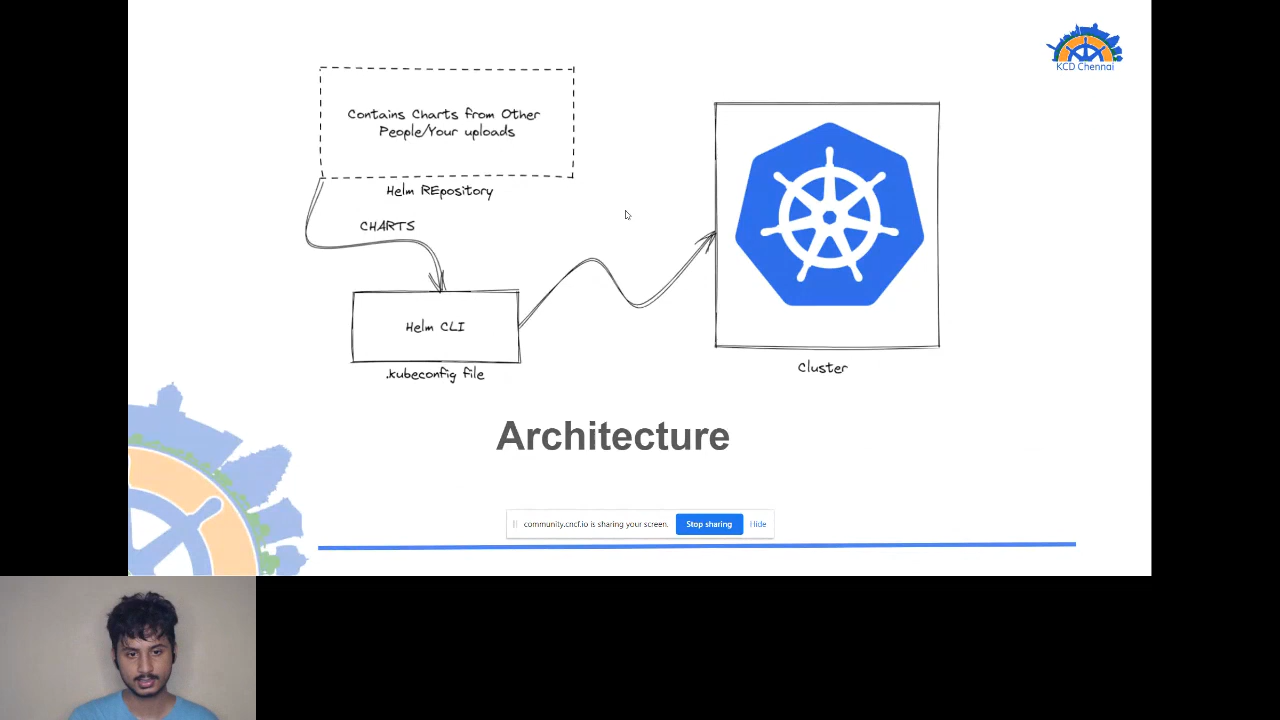 KCD Chennai
Contains Charts from Other
People/Your uploads
Helm REpository
CHARTS
Helm CLI
.kubeconfig file
Cluster
Architecture
community.cncf.io is sharing your screen.
Stop sharing
Hide